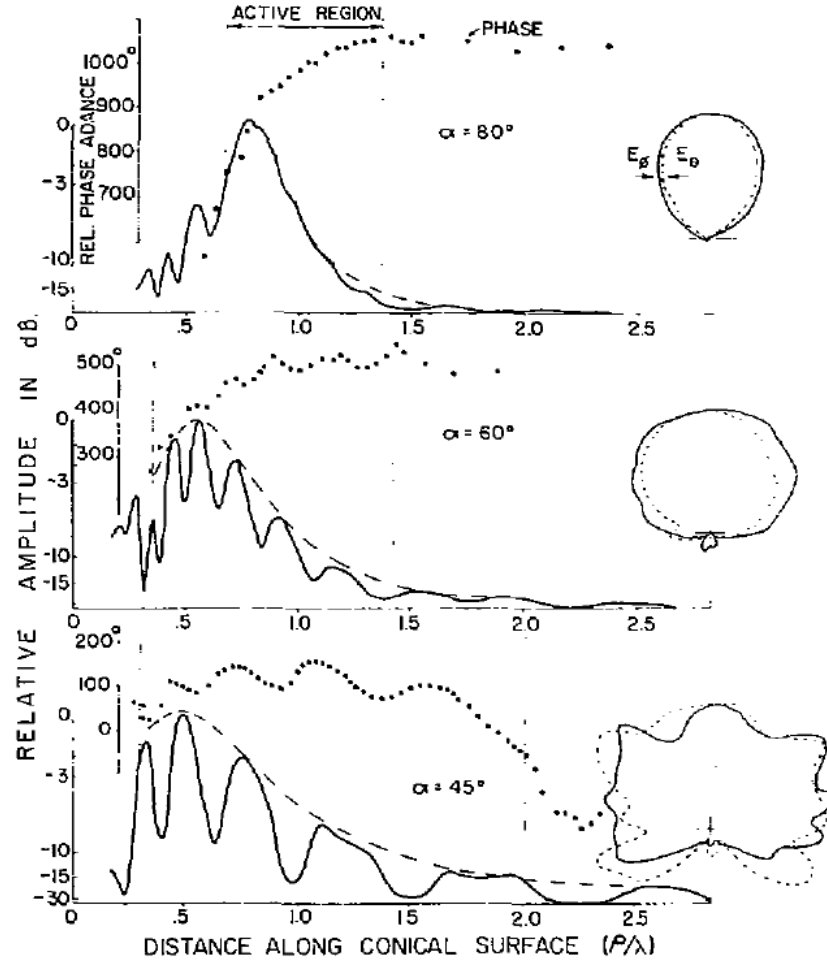 ACTIVE REGION
PHASE
1000°
900
800
700
REL. PHASE ADANCE
0
-3
-10
-15
α = 80°
E_ø E_θ
0 .5 1.0 1.5 2.0 2.5
500°
400
300
0
-3
-10
-15
α = 60°
0 .5 1.0 1.5 2.0 2.5
200°
100
0
0
-3
-10
-15
-30
α = 45°
0 .5 1.0 1.5 2.0 2.5
RELATIVE AMPLITUDE IN dB.
DISTANCE ALONG CONICAL SURFACE (ρ/λ)